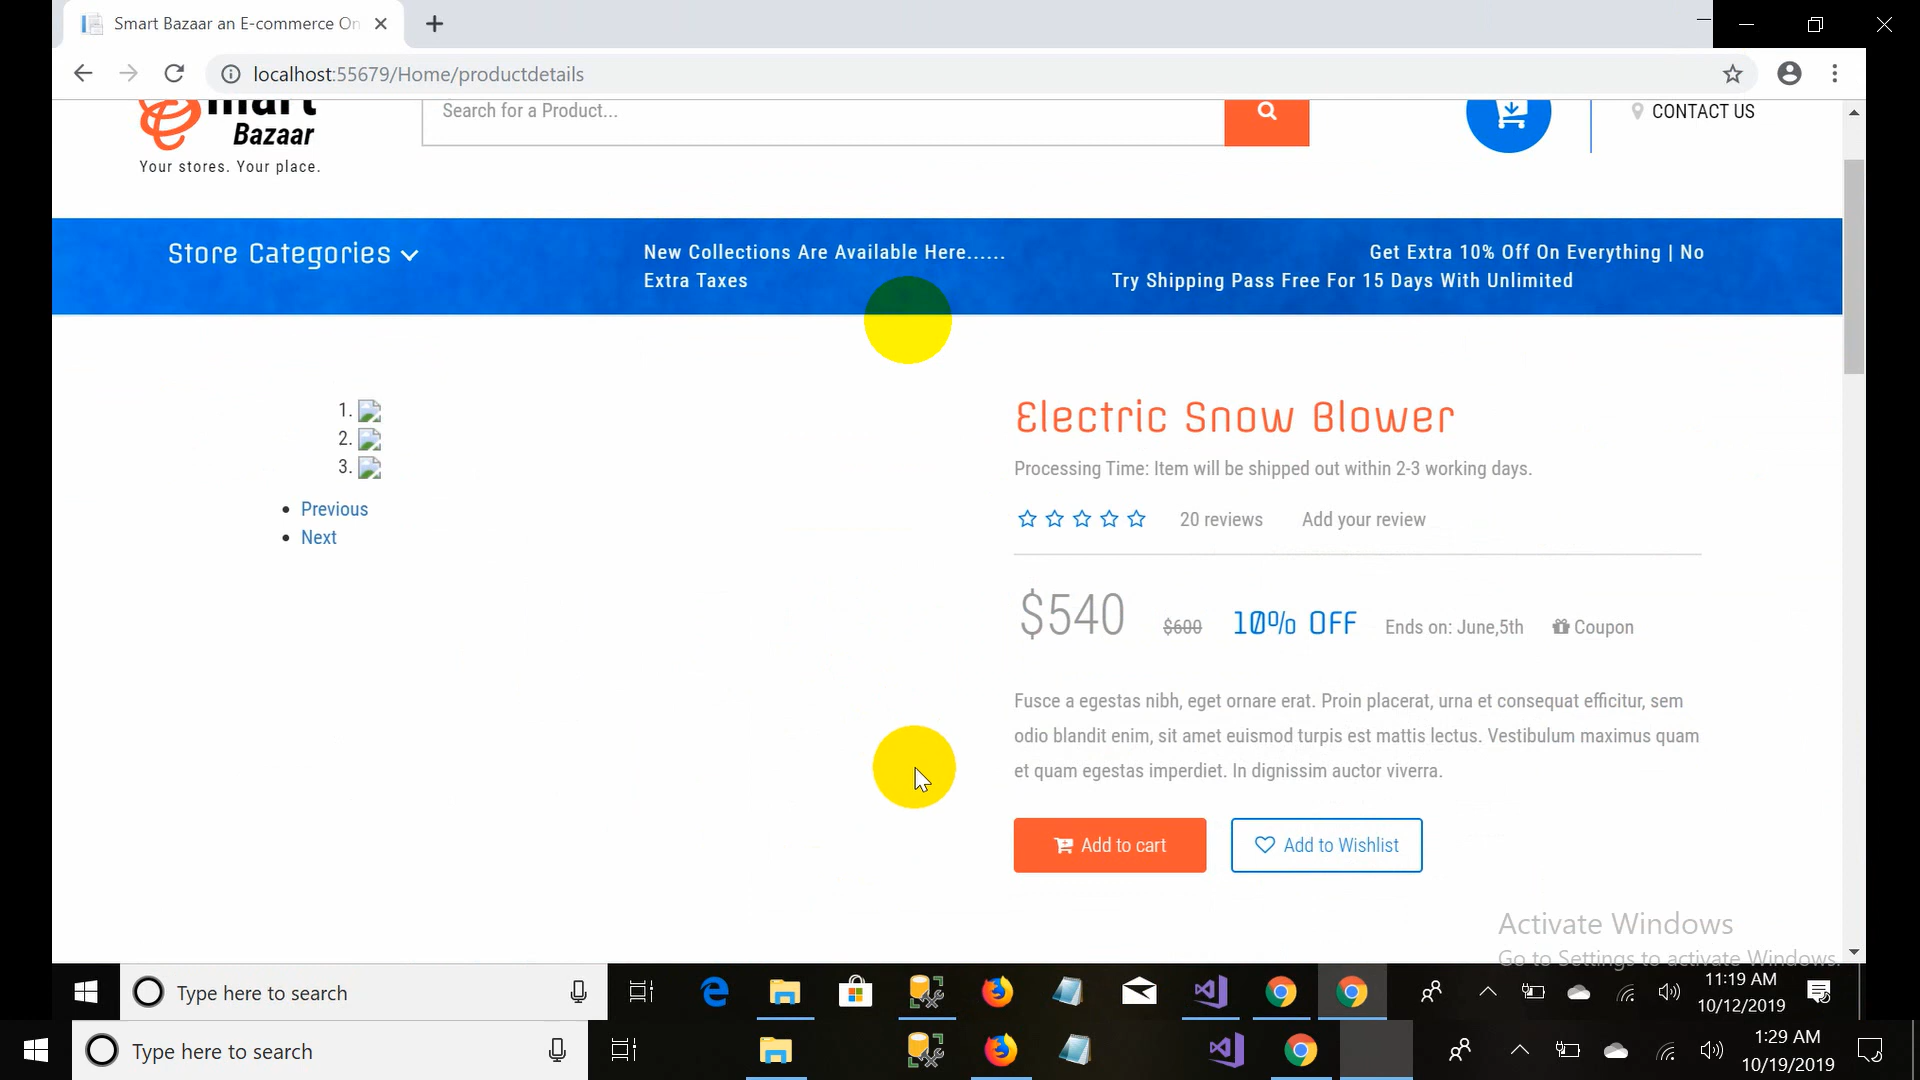 Smart Bazaar an E-commerce On
localhost:55679/Home/productdetails
mart
Bazaar
Your stores. Your place.
Search for a Product...
CONTACT US
Store Categories
New Collections Are Available Here......
Extra Taxes
Get Extra 10% Off On Everything | No
Try Shipping Pass Free For 15 Days With Unlimited
1.
2.
3.
Previous
Next
Electric Snow Blower
Processing Time: Item will be shipped out within 2-3 working days.
20 reviews Add your review
$540 $600 10% OFF Ends on: June,5th Coupon
Fusce a egestas nibh, eget ornare erat. Proin placerat, urna et consequat efficitur, sem
odio blandit enim, sit amet euismod turpis est mattis lectus. Vestibulum maximus quam
et quam egestas imperdiet. In dignissim auctor viverra.
Add to cart Add to Wishlist
Activate Windows
Go to Settings to activate Windows.
Type here to search
11:19 AM
10/12/2019
Type here to search
1:29 AM
10/19/2019